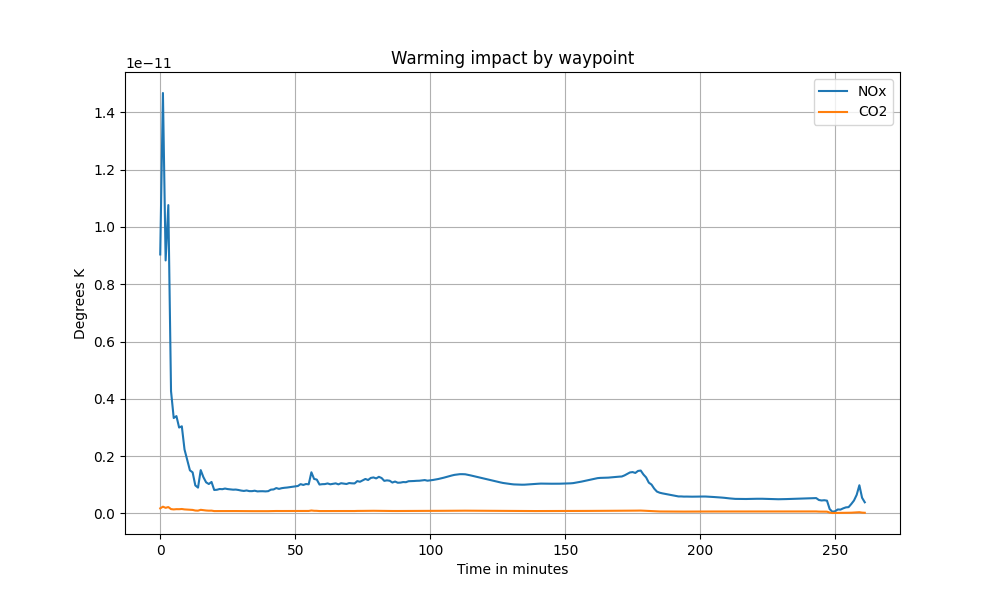 Warming impact by waypoint
1e−11
NOx
CO2
1.4
1.2
1.0
0.8
0.6
0.4
0.2
0.0
Degrees K
0 50 100 150 200 250
Time in minutes